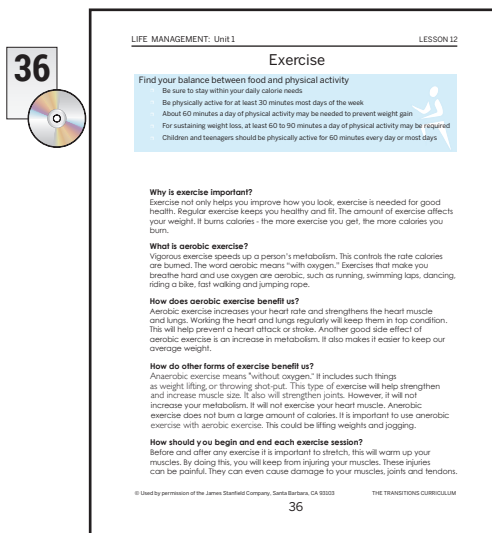 36
LIFE MANAGEMENT: Unit 1
LESSON 12
Exercise
Find your balance between food and physical activity
Be sure to stay within your daily calorie needs
Be physically active for at least 30 minutes most days of the week
About 60 minutes a day of physical activity may be needed to prevent weight gain
For sustaining weight loss, at least 60 to 90 minutes a day of physical activity may be required
Children and teenagers should be physically active for 60 minutes every day or most days
Why is exercise important?
Exercise not only helps you improve how you look, exercise is needed for good
health. Regular exercise keeps you healthy and fit. The amount of exercise affects
your weight. It burns calories - the more exercise you get, the more calories you
burn.
What is aerobic exercise?
Vigorous exercise speeds up a person's metabolism. This controls the rate calories
are burned. The word aerobic means "with oxygen." Exercises that make you
breathe hard and use oxygen are aerobic, such as running, swimming laps, dancing,
riding a bike, fast walking and jumping rope.
How does aerobic exercise benefit us?
Aerobic exercise increases your heart rate and strengthens the heart muscle
and lungs. Working the heart and lungs regularly will keep them in top condition.
This will help prevent a heart attack or stroke. Another good side effect of
aerobic exercise is an increase in metabolism. It also makes it easier to keep our
average weight.
How do other forms of exercise benefit us?
Anaerobic exercise means "without oxygen." It includes such things
as weight lifting, or throwing shot-put. This type of exercise will help strengthen
and increase muscle size. It also will strengthen joints. However, it will not
increase your metabolism. It will not exercise your heart muscle. Anerobic
exercise does not burn a large amount of calories. It is important to use anerobic
exercise with aerobic exercise. This could be lifting weights and jogging.
How should you begin and end each exercise session?
Before and after any exercise it is important to stretch, this will warm up your
muscles. By doing this, you will keep from injuring your muscles. These injuries
can be painful. They can even cause damage to your muscles, joints and tendons.
© Used by permission of the James Stanfield Company, Santa Barbara, CA 93103
THE TRANSITIONS CURRICULUM
36